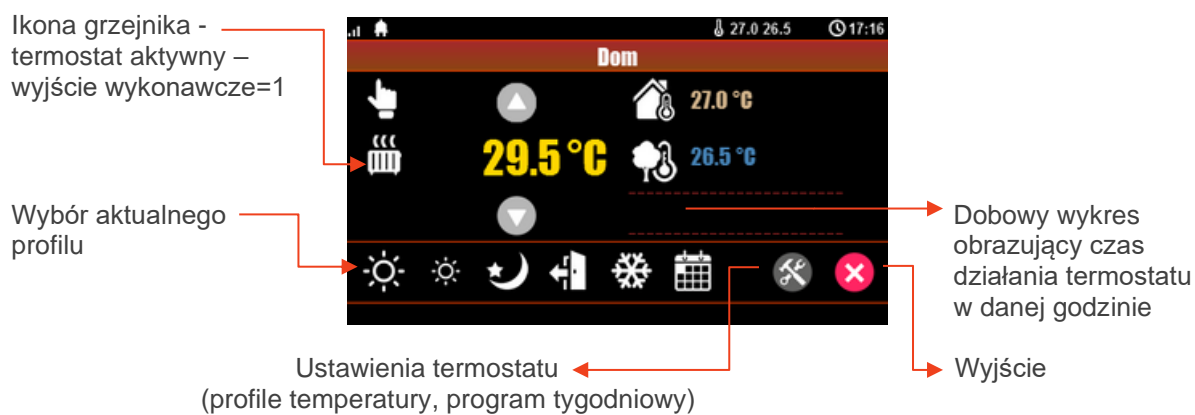 Ikona grzejnika -
termostat aktywny –
wyjście wykonawcze=1
27.0 26.5
17:16
Dom
27.0 °C
29.5 °C
26.5 °C
Wybór aktualnego
profilu
Dobowy wykres
obrazujący czas
działania termostatu
w danej godzinie
Ustawienia termostatu
(profile temperatury, program tygodniowy)
Wyjście